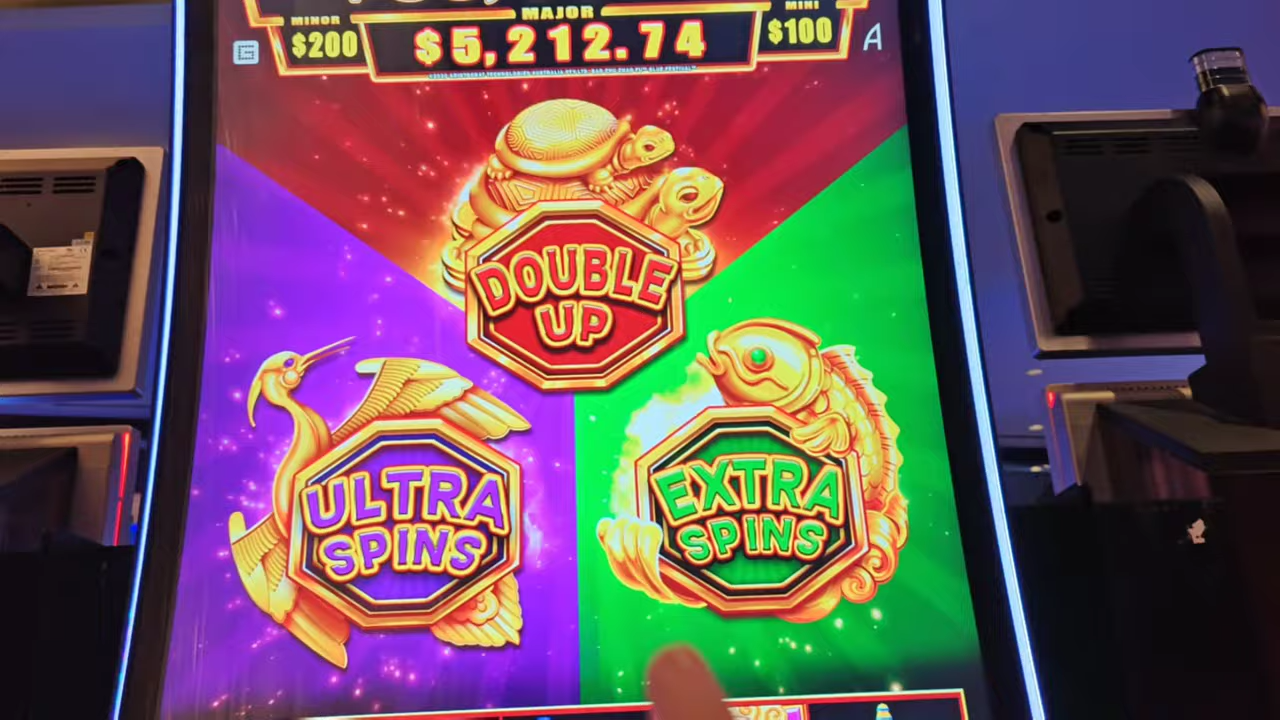 MINOR
MAJOR
MINI
$200
$5,212.74
$100
G
A
DOUBLE
UP
ULTRA
SPINS
EXTRA
SPINS